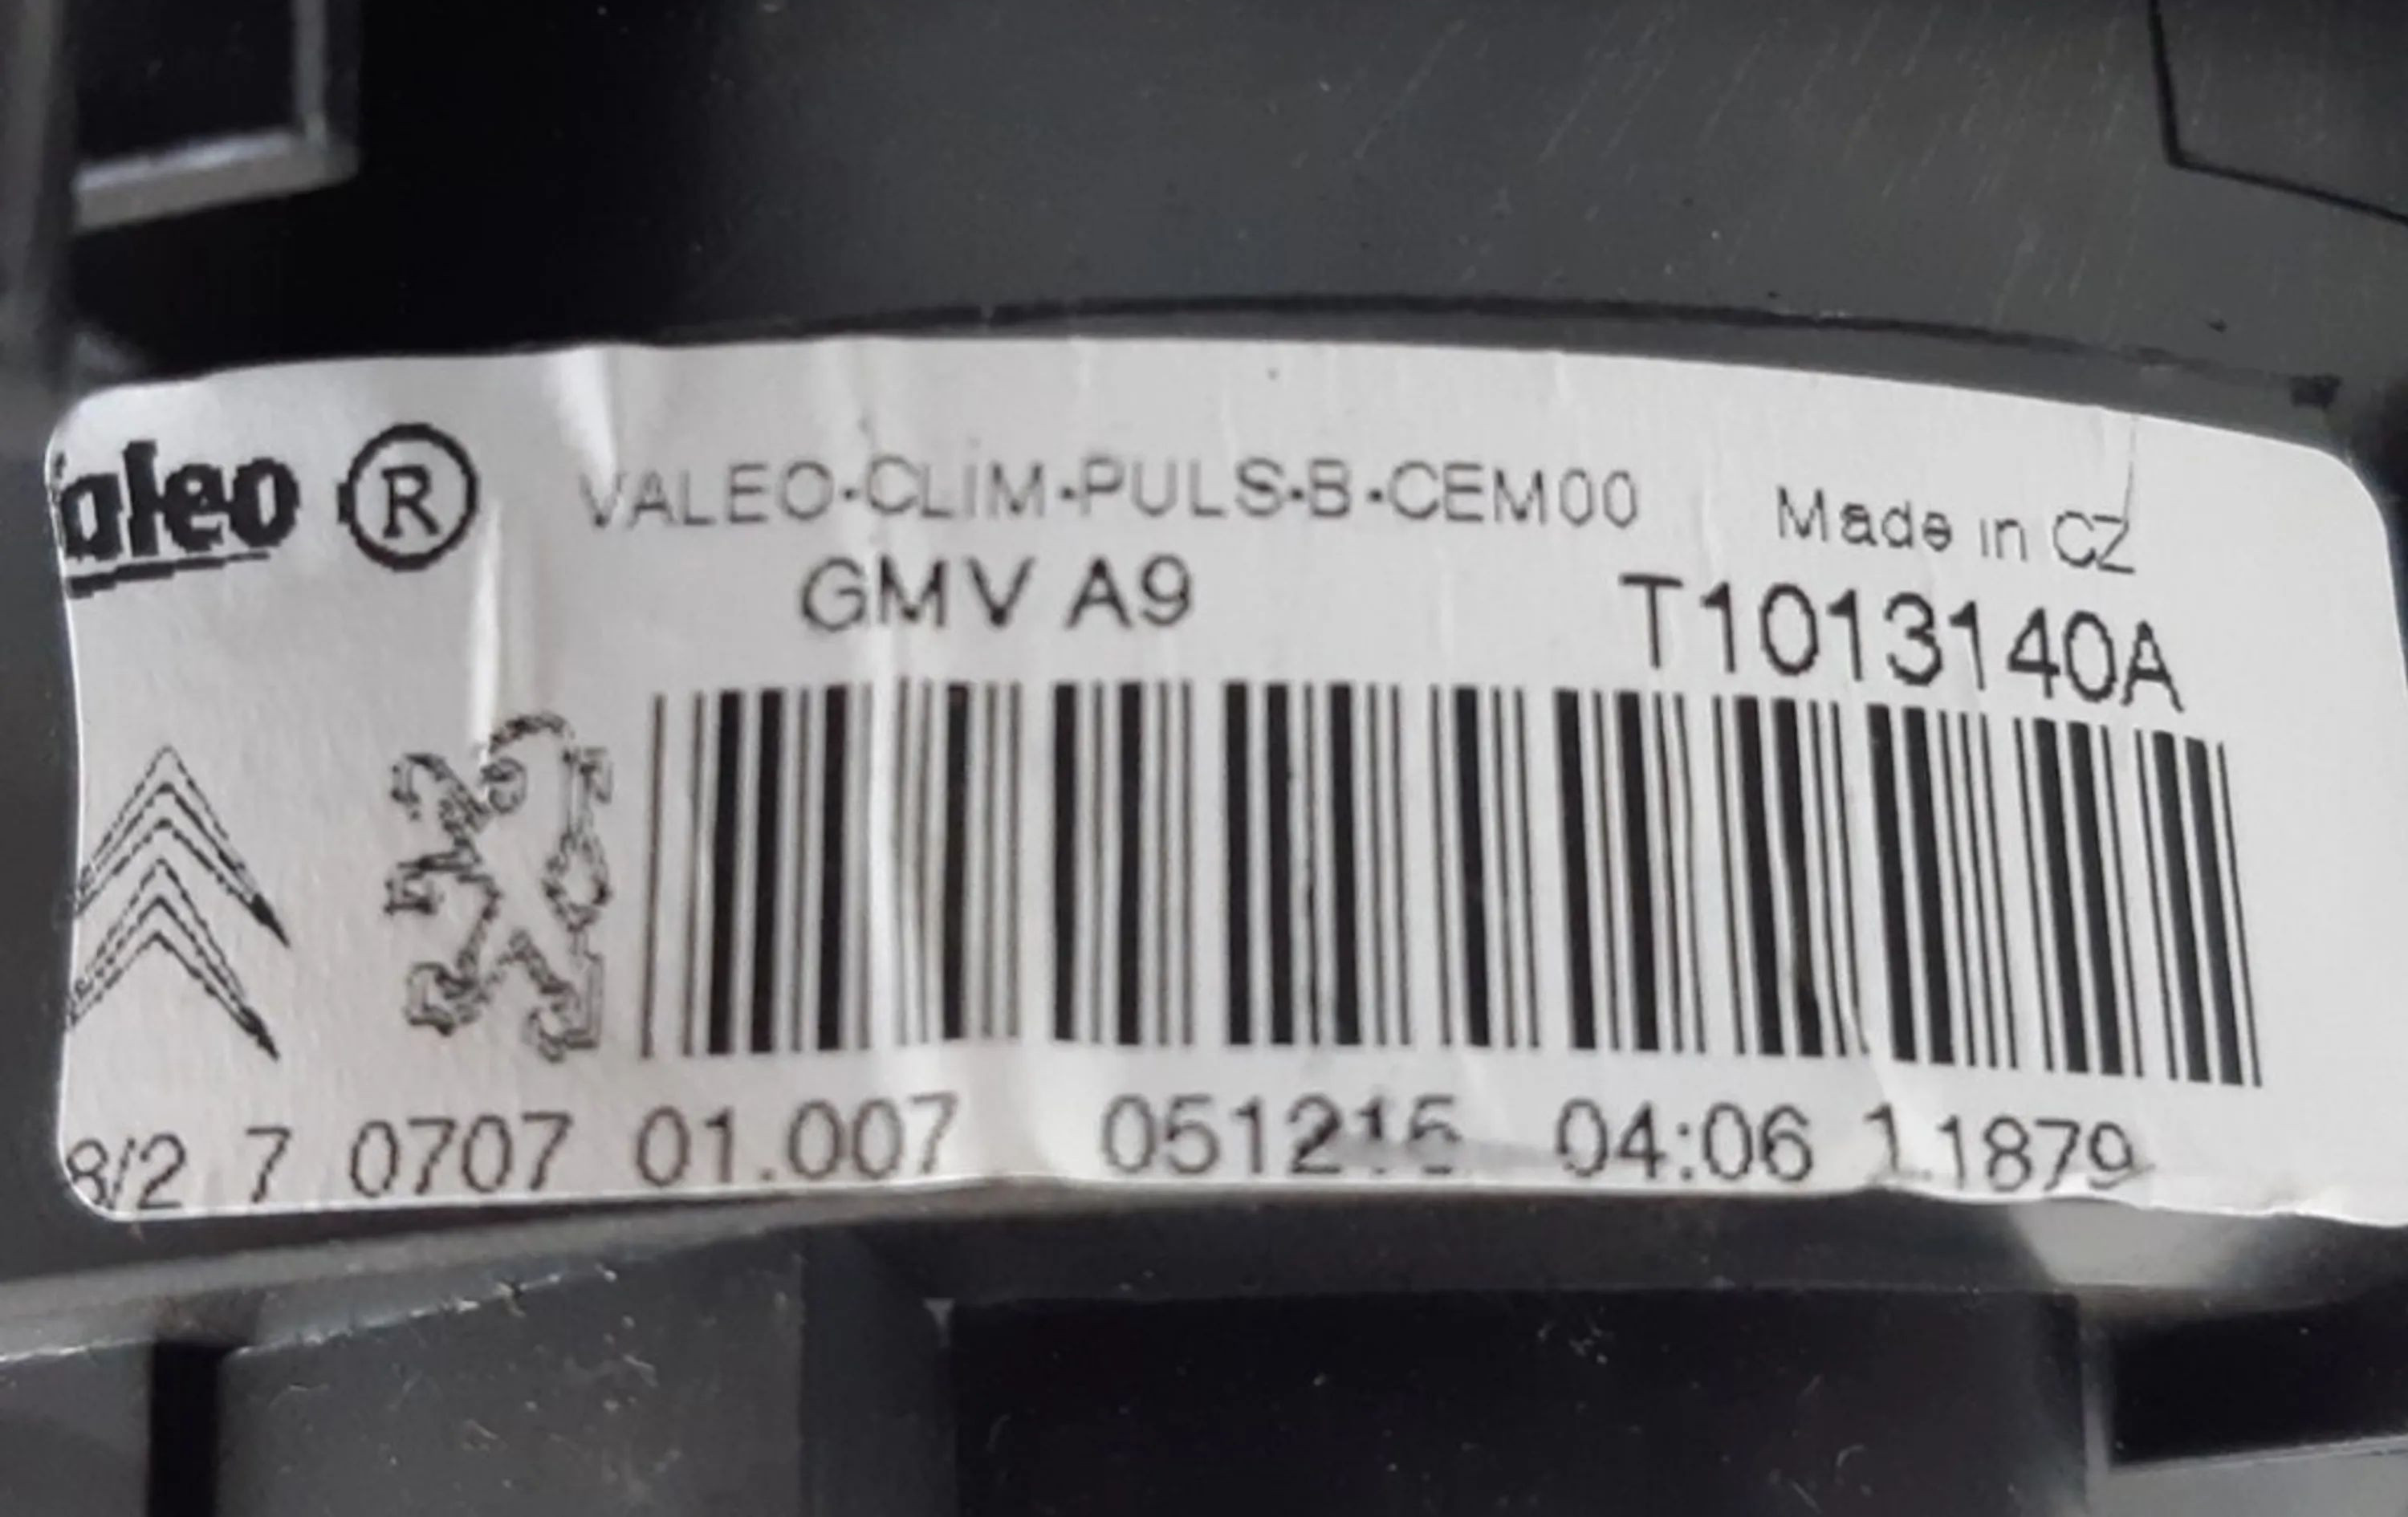 aleo ® VALEO-CLIM-PULS-B-CEM00 Made in CZ
GMV A9 T1013140A
8/2 7 0707 01.007 051215 04:06 1.1879